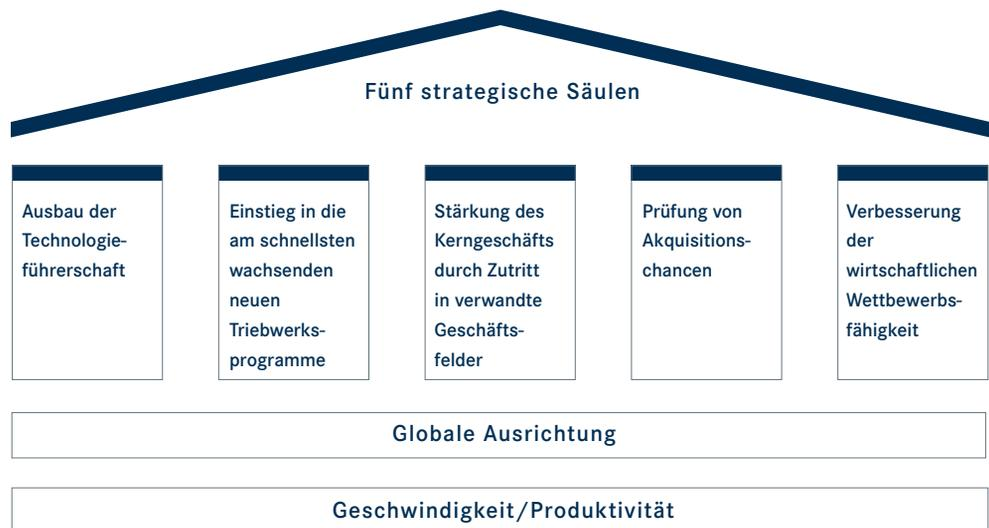 Fünf strategische Säulen
Ausbau der
Technologie-
führerschaft
Einstieg in die
am schnellsten
wachsenden
neuen
Triebwerks-
programme
Stärkung des
Kerngeschäfts
durch Zutritt
in verwandte
Geschäfts-
felder
Prüfung von
Akquisitions-
chancen
Verbesserung
der
wirtschaftlichen
Wettbewerbs-
fähigkeit
Globale Ausrichtung
Geschwindigkeit/Produktivität